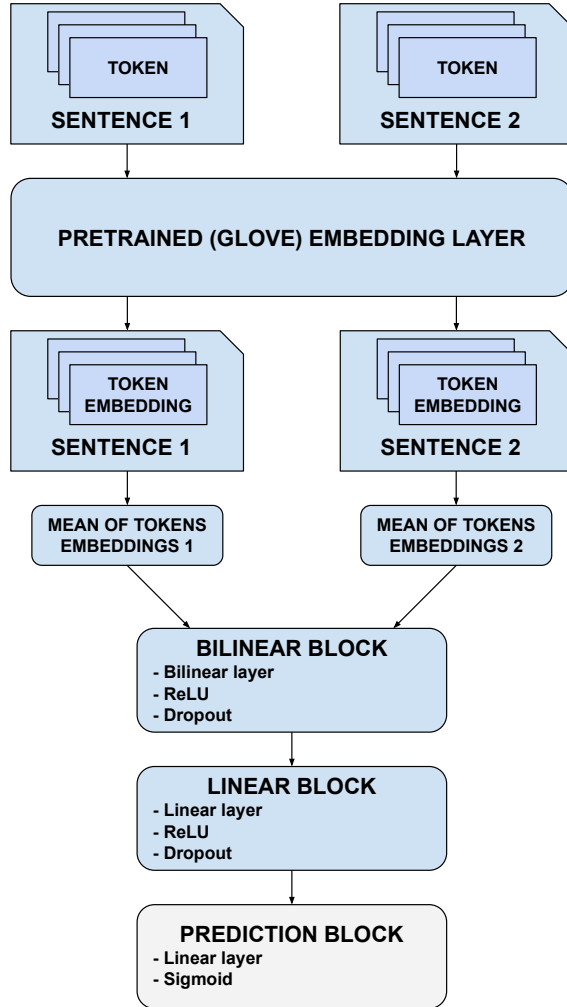 TOKEN
SENTENCE 1
TOKEN
SENTENCE 2
PRETRAINED (GLOVE) EMBEDDING LAYER
TOKEN
EMBEDDING
SENTENCE 1
TOKEN
EMBEDDING
SENTENCE 2
MEAN OF TOKENS
EMBEDDINGS 1
MEAN OF TOKENS
EMBEDDINGS 2
BILINEAR BLOCK
- Bilinear layer
- ReLU
- Dropout
LINEAR BLOCK
- Linear layer
- ReLU
- Dropout
PREDICTION BLOCK
- Linear layer
- Sigmoid